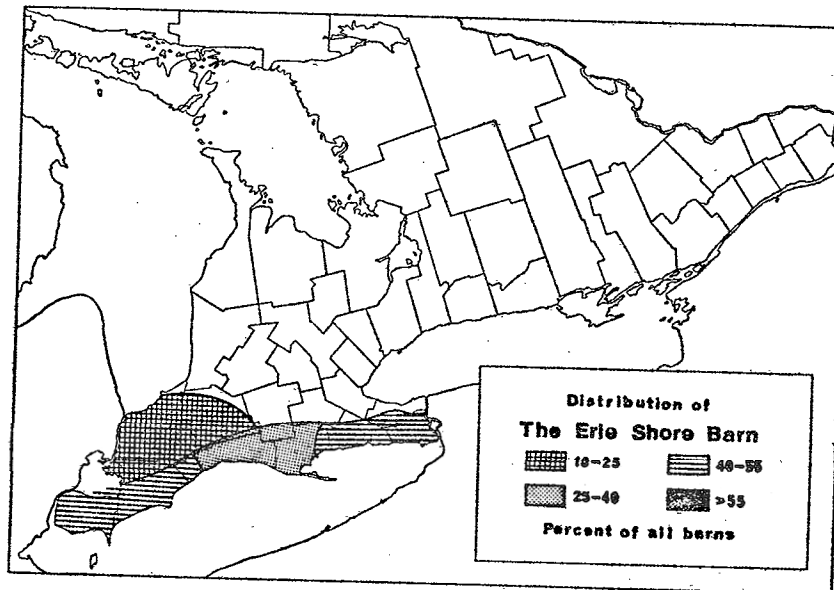 Distribution of
The Erie Shore Barn
10-25 40-55
25-40 >55
Percent of all barns